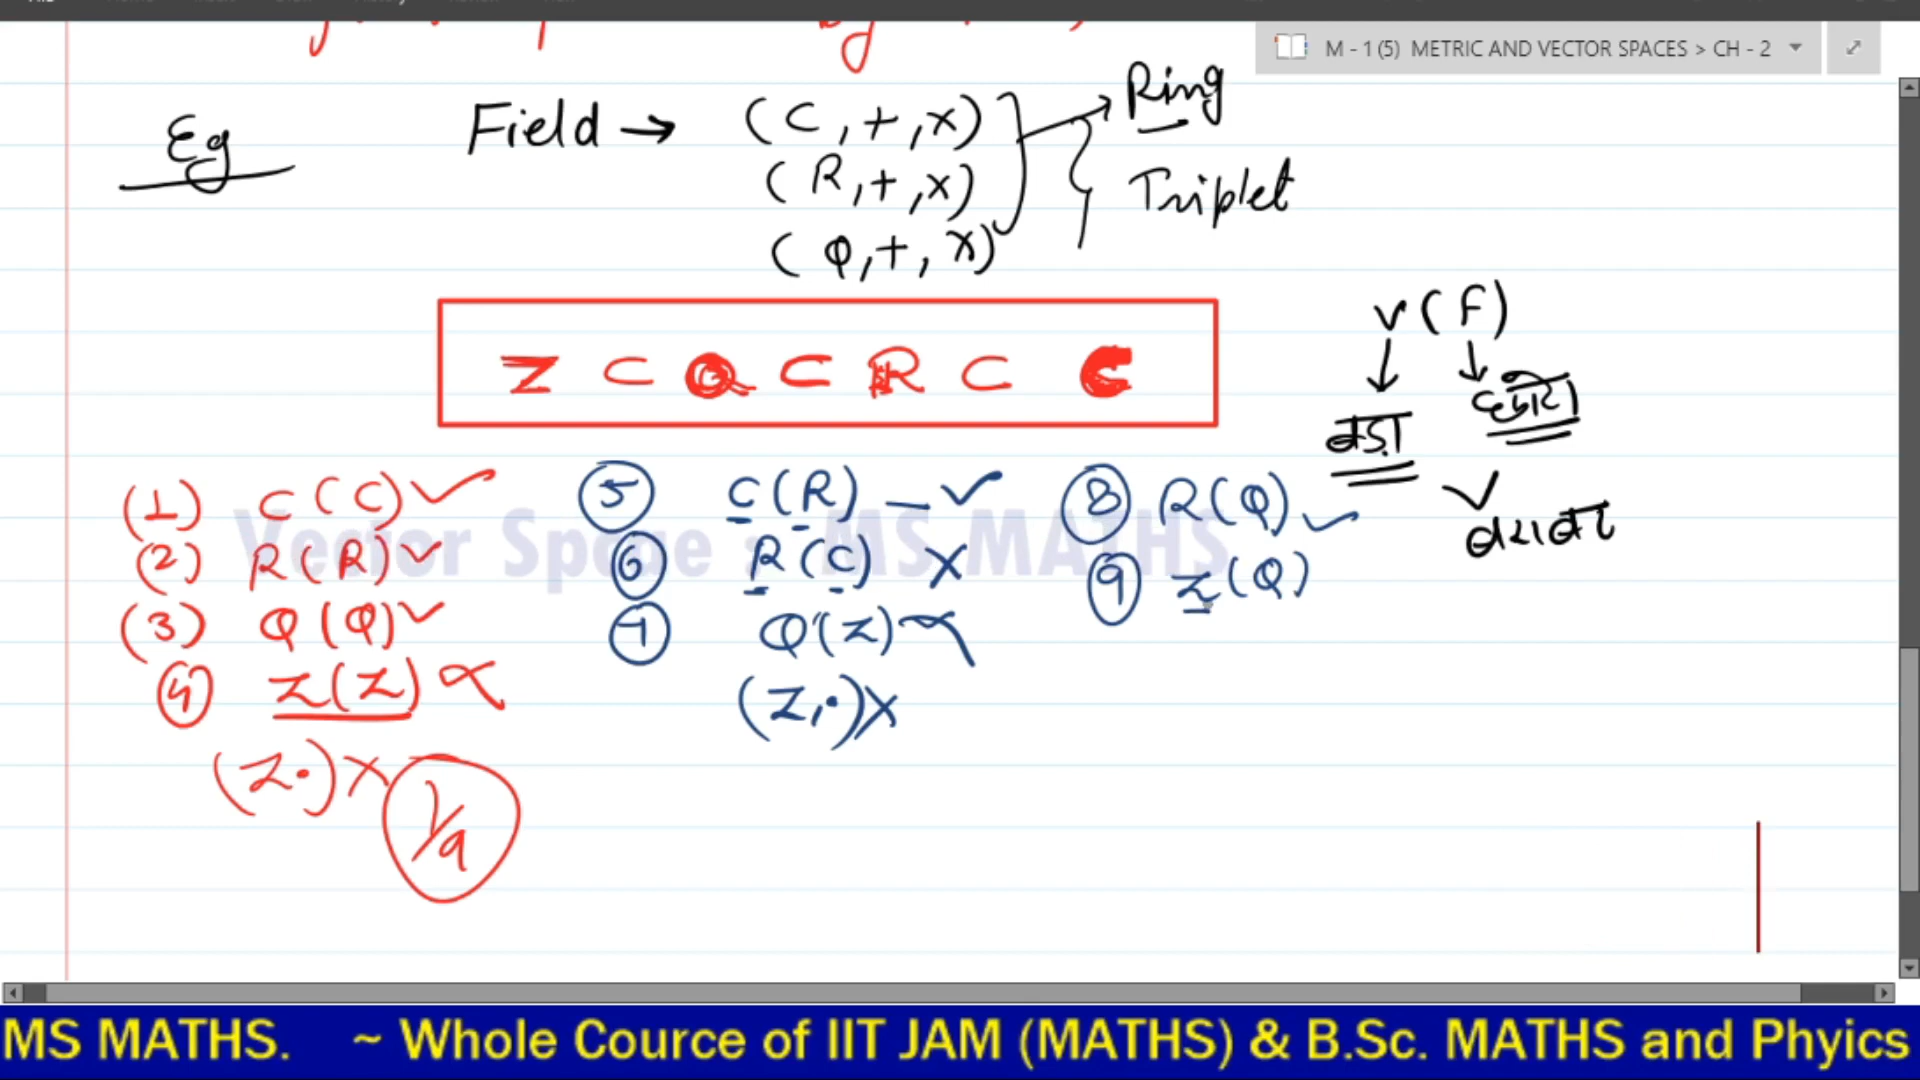 M - 1 (5) METRIC AND VECTOR SPACES > CH - 2
Eg
Field → (C, +, x)
(R, +, x)
(Q, +, x)
Ring
Triplet
Z ⊂ Q ⊂ R ⊂ C
V (F)
बड़ा
छोटा
बराबर
(1) C (C) ✓
(2) R (R) ✓
(3) Q (Q) ✓
④ Z (Z) ×
(Z ·) × 1/a
⑤ C (R) _ ✓
⑥ R (C) ×
⑦ Q (Z) ×
(Z, ·) ×
⑧ R (Q) ✓
⑨ Z (Q)
Vector Space : MS MATHS
MS MATHS. ~ Whole Cource of IIT JAM (MATHS) & B.Sc. MATHS and Phyics